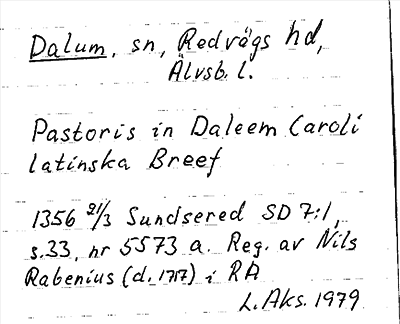 Dalum, sn, Redvägs hd,
Älvsb. l.
Pastoris in Daleem Caroli
latinska Breef
1356 21/3 Sundsered SD 7:1,
s.33, nr 5573 a. Reg. av Nils
Rabenius (d. 1717) i RA
L. Aks. 1979